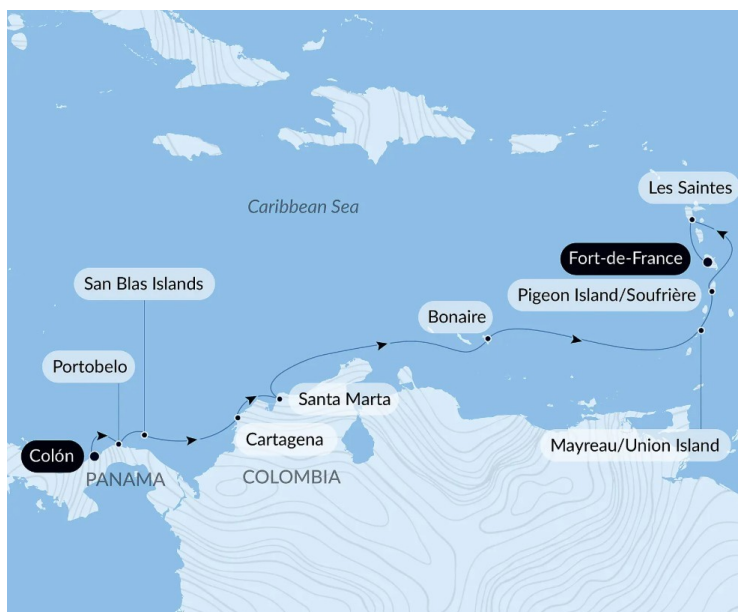 Les Saintes
Caribbean Sea
Fort-de-France
San Blas Islands
Pigeon Island/Soufrière
Bonaire
Portobelo
Santa Marta
Cartagena
Mayreau/Union Island
Colón
PANAMA
COLOMBIA